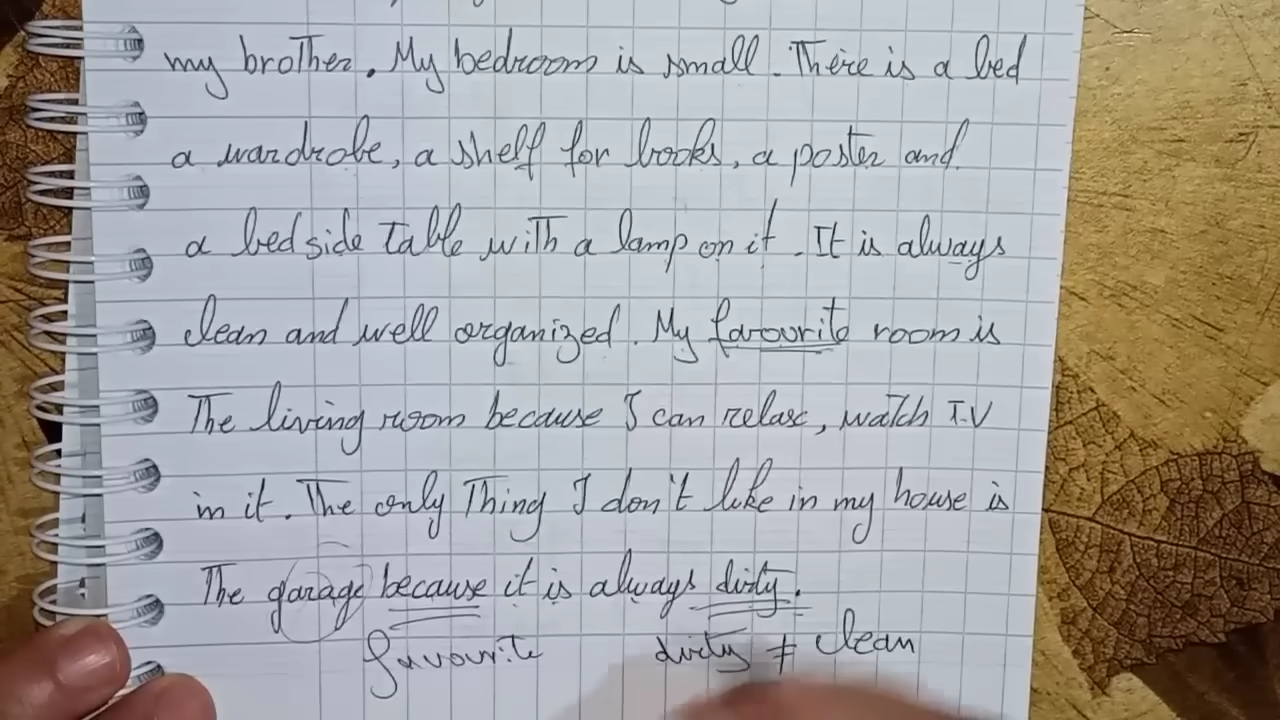 my brother. My bedroom is small. There is a bed
a wardrobe, a shelf for books, a poster and
a bedside table with a lamp on it. It is always
clean and well organized. My favourite room is
The living room because I can relax, watch T.V
in it. The only Thing I don't like in my house is
The garage because it is always dirty.
favourite dirty ≠ clean